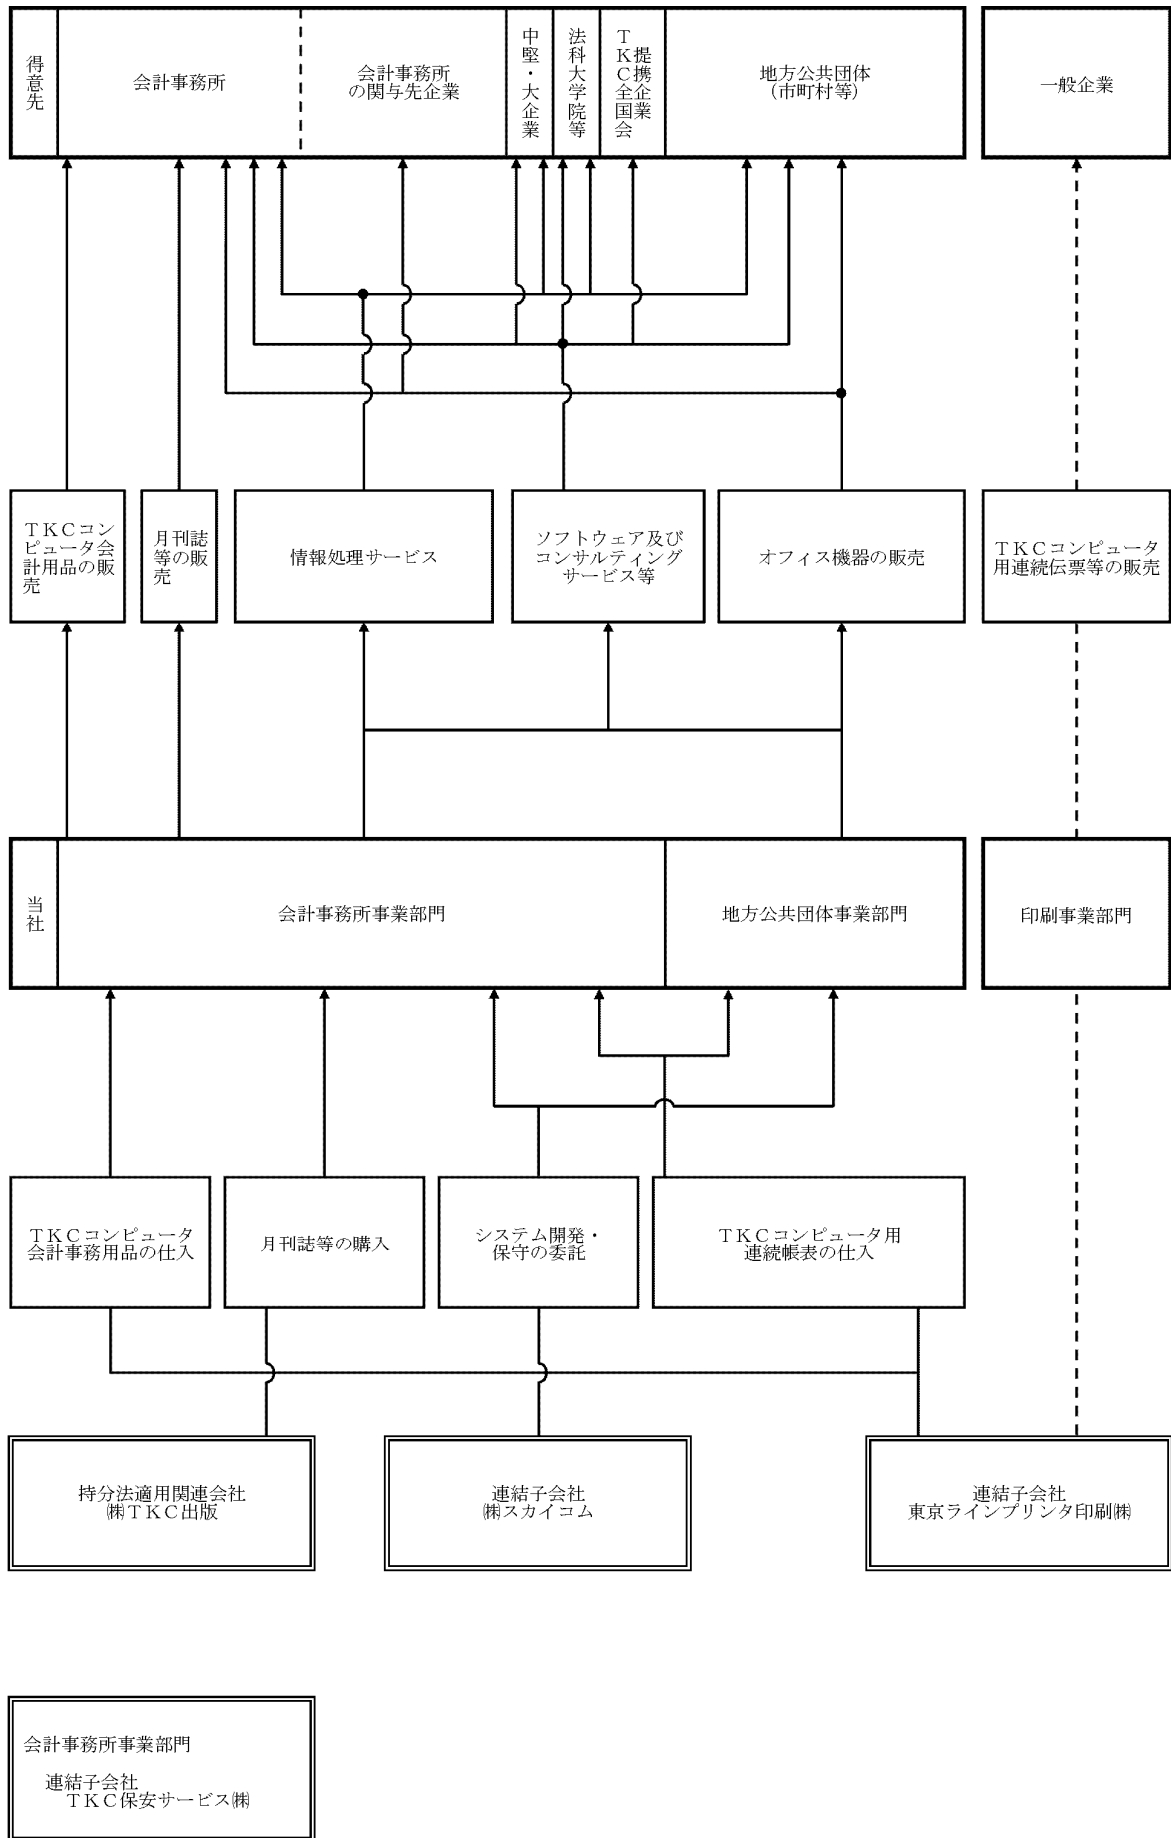 得意先
会計事務所
会計事務所
の関与先企業
中堅・大企業
法科大学院等
提携企業
ＴＫＣ全国会
地方公共団体
(市町村等)
一般企業
ＴＫＣコン
ピュータ会
計用品の販
売
月刊誌
等の販
売
情報処理サービス
ソフトウェア及び
コンサルティング
サービス等
オフィス機器の販売
ＴＫＣコンピュータ
用連続伝票等の販売
当社
会計事務所事業部門
地方公共団体事業部門
印刷事業部門
ＴＫＣコンピュータ
会計事務用品の仕入
月刊誌等の購入
システム開発・
保守の委託
ＴＫＣコンピュータ用
連続帳表の仕入
持分法適用関連会社
㈱ＴＫＣ出版
連結子会社
㈱スカイコム
連結子会社
東京ラインプリンタ印刷㈱
会計事務所事業部門
連結子会社
ＴＫＣ保安サービス㈱